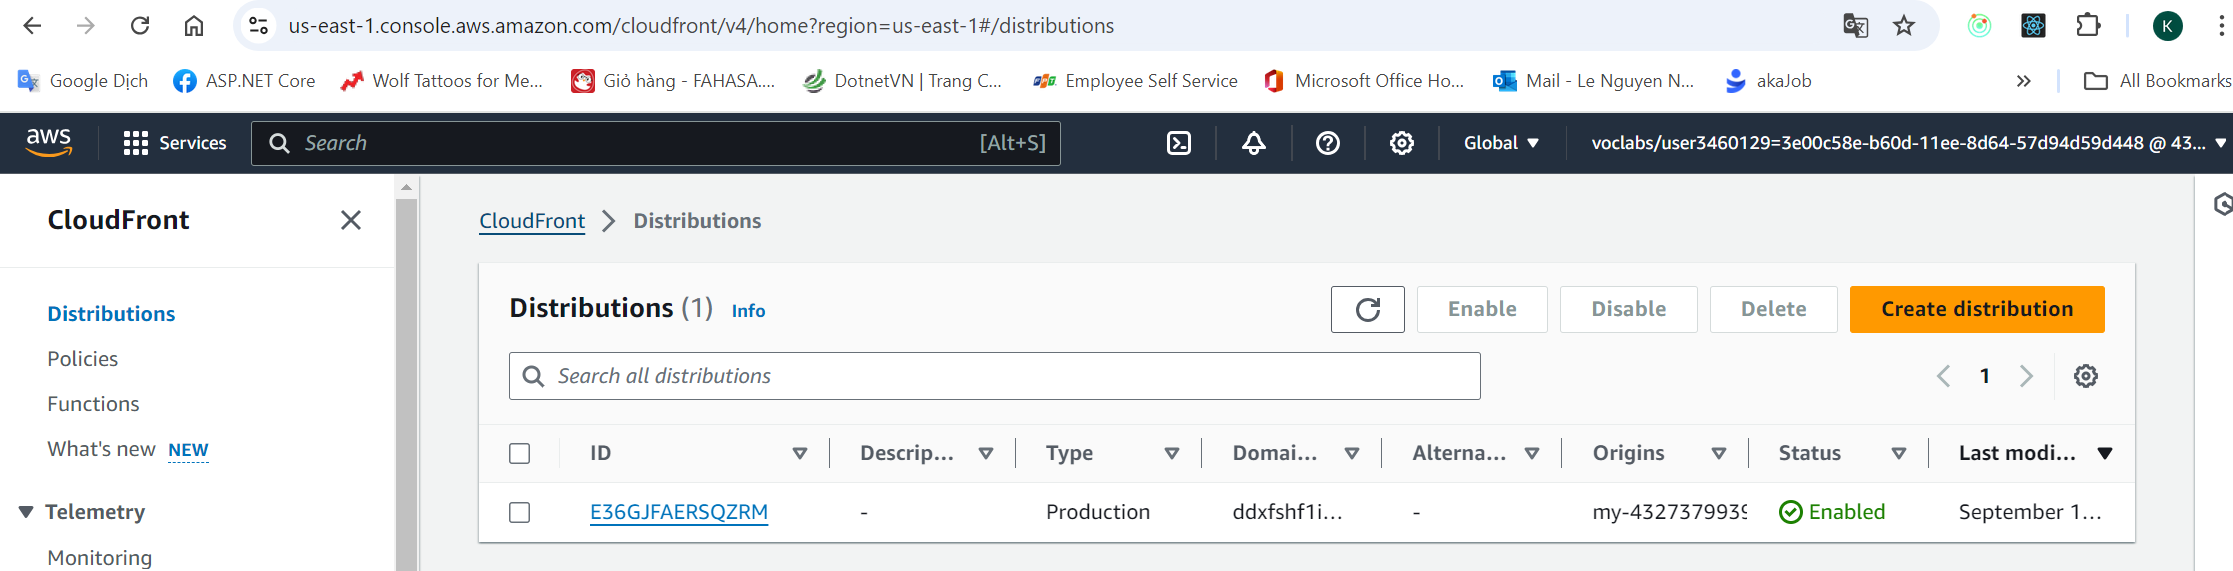 us-east-1.console.aws.amazon.com/cloudfront/v4/home?region=us-east-1#/distributions
K
Google Dịch
ASP.NET Core
Wolf Tattoos for Me...
Giỏ hàng - FAHASA....
DotnetVN | Trang C...
Employee Self Service
Microsoft Office Ho...
Mail - Le Nguyen N...
akaJob
»
All Bookmarks
aws
Services
Search
[Alt+S]
Global
voclabs/user3460129=3e00c58e-b60d-11ee-8d64-57d94d59d448 @ 43...
CloudFront
Distributions
Policies
Functions
What's new NEW
Telemetry
Monitoring
CloudFront > Distributions
Distributions (1) Info
Enable
Disable
Delete
Create distribution
Search all distributions
1
ID
Descrip...
Type
Domai...
Alterna...
Origins
Status
Last modi...
E36GJFAERSQZRM
-
Production
ddxfshf1i...
-
my-4327379939
Enabled
September 1...